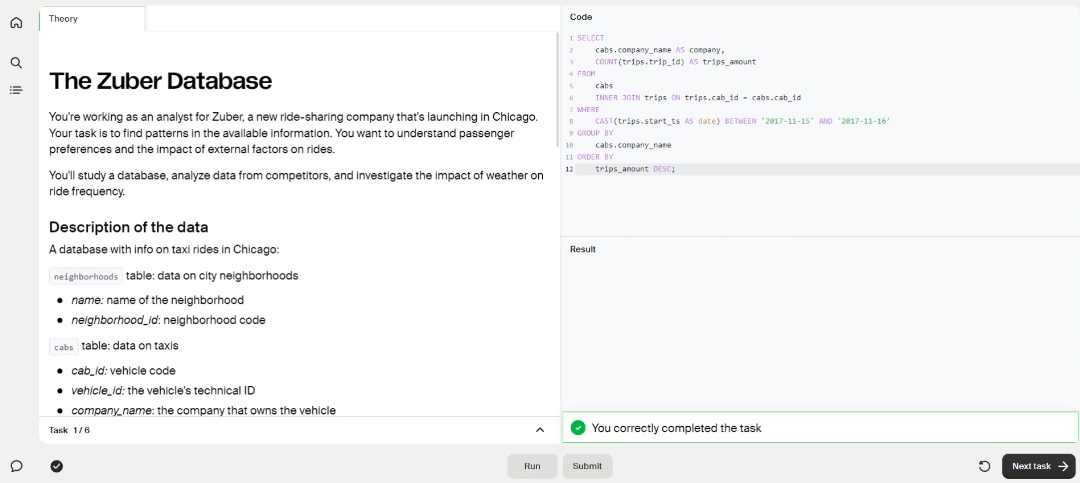 Theory
The Zuber Database
You're working as an analyst for Zuber, a new ride-sharing company that's launching in Chicago.
Your task is to find patterns in the available information. You want to understand passenger
preferences and the impact of external factors on rides.
You'll study a database, analyze data from competitors, and investigate the impact of weather on
ride frequency.
Description of the data
A database with info on taxi rides in Chicago:
neighborhoods table: data on city neighborhoods
• name: name of the neighborhood
• neighborhood_id: neighborhood code
cabs table: data on taxis
• cab_id: vehicle code
• vehicle_id: the vehicle's technical ID
• company_name: the company that owns the vehicle
Task 1 / 6
Code
1 SELECT
2 cabs.company_name AS company,
3 COUNT(trips.trip_id) AS trips_amount
4 FROM
5 cabs
6 INNER JOIN trips ON trips.cab_id = cabs.cab_id
7 WHERE
8 CAST(trips.start_ts AS date) BETWEEN '2017-11-15' AND '2017-11-16'
9 GROUP BY
10 cabs.company_name
11 ORDER BY
12 trips_amount DESC;
Result
You correctly completed the task
Run
Submit
Next task